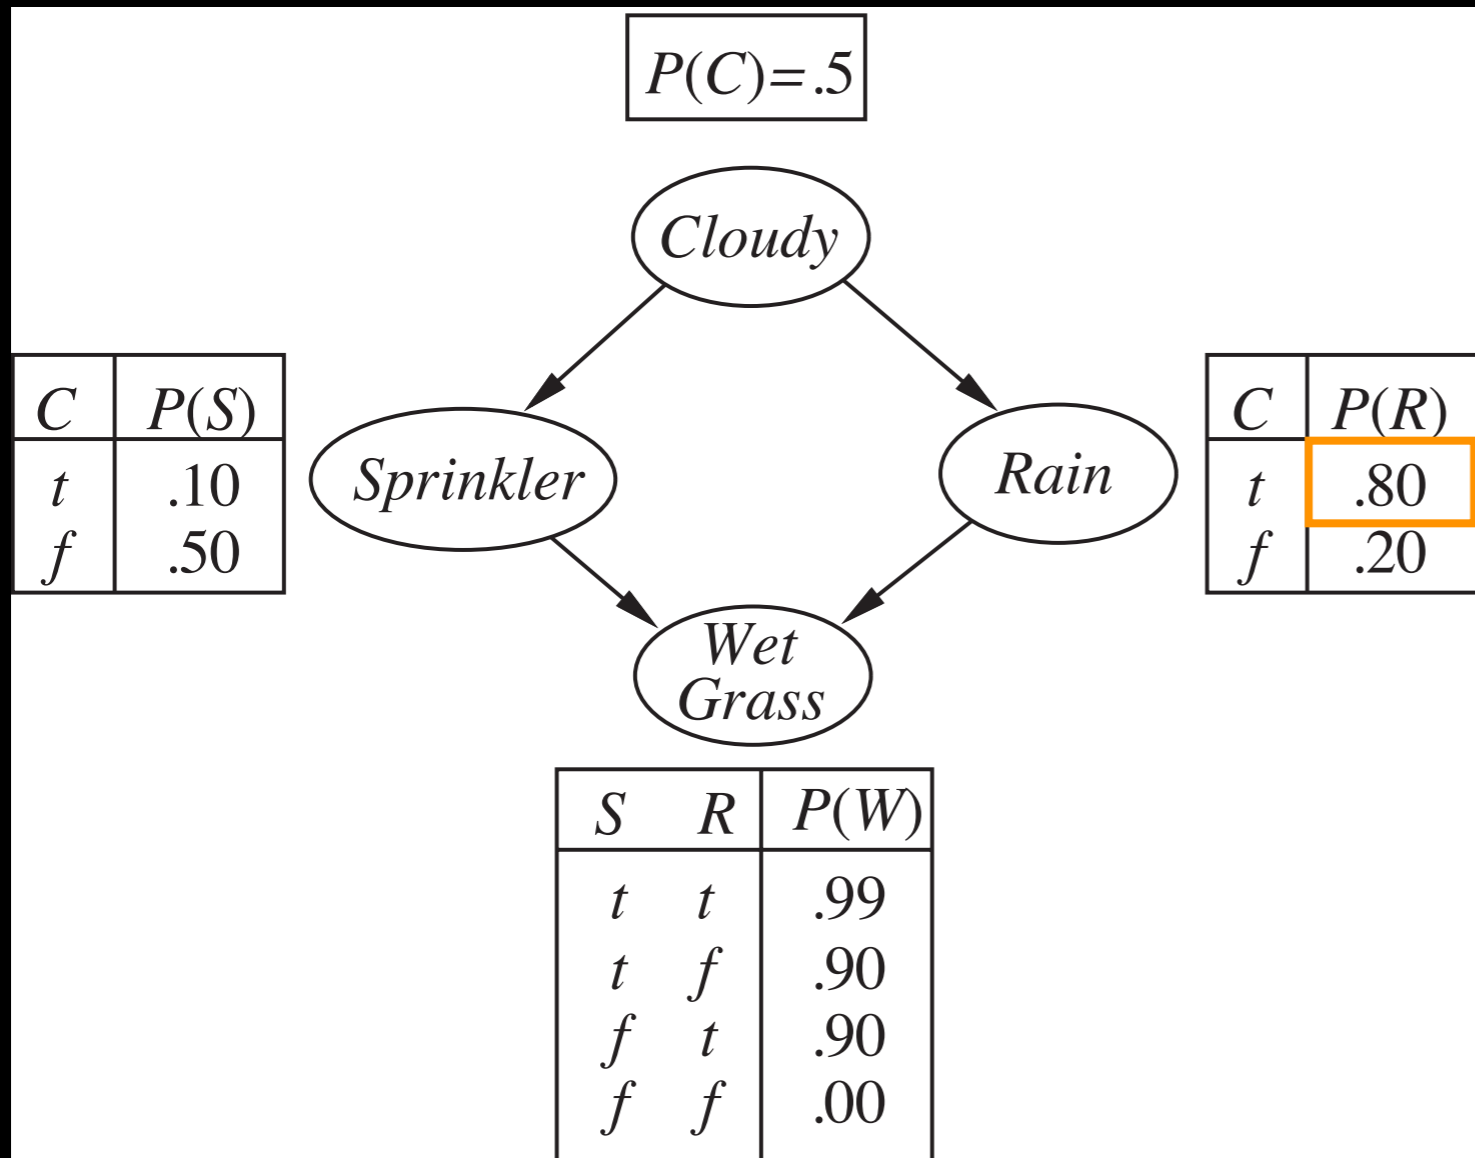 P(C)=.5
Cloudy
C P(S)
t .10
f .50
Sprinkler
Rain
C P(R)
t .80
f .20
Wet
Grass
S R P(W)
t t .99
t f .90
f t .90
f f .00